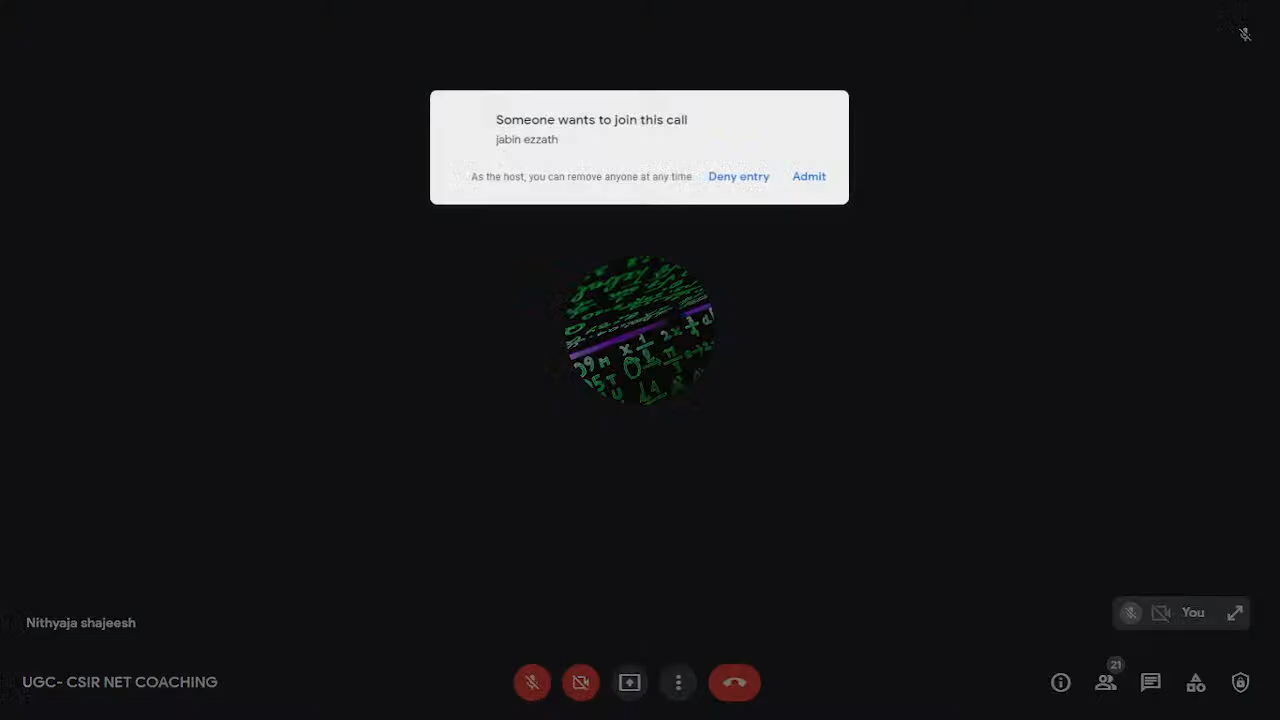 Someone wants to join this call
jabin ezzath
As the host, you can remove anyone at any time
Deny entry
Admit
Nithyaja shajeesh
You
UGC- CSIR NET COACHING
21